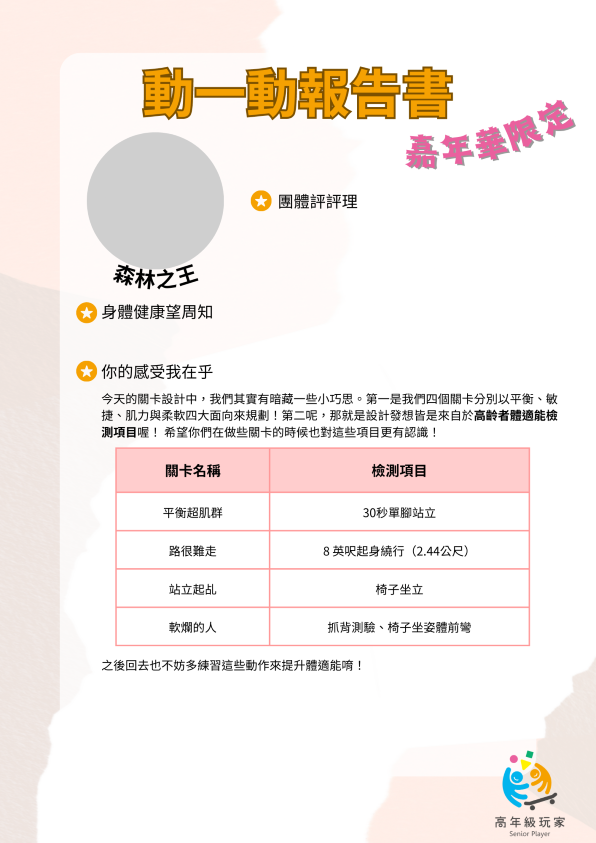 動一動報告書
嘉年華限定
團體評評理
森林之王
身體健康望周知
你的感受我在乎
今天的關卡設計中，我們其實有暗藏一些小巧思。第一是我們四個關卡分別以平衡、敏
捷、肌力與柔軟四大面向來規劃！第二呢，那就是設計發想皆是來自於高齡者體適能檢
測項目喔！ 希望你們在做些關卡的時候也對這些項目更有認識！
關卡名稱 檢測項目
平衡超肌群 30秒單腳站立
路很難走 8 英呎起身繞行（2.44公尺）
站立起乩 椅子坐立
軟爛的人 抓背測驗、椅子坐姿體前彎
之後回去也不妨多練習這些動作來提升體適能唷！
高年級玩家
Senior Player